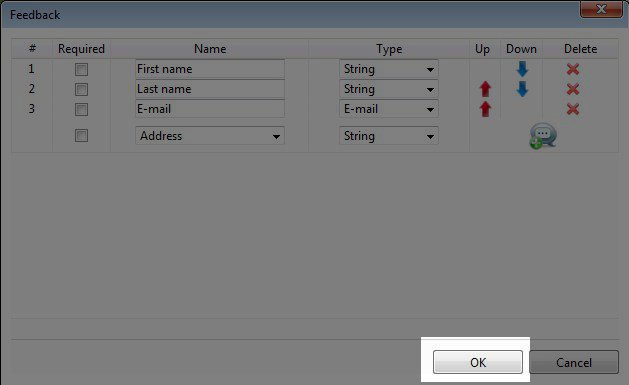 Feedback
# Required Name Type Up Down Delete
1 First name String
2 Last name String
3 E-mail E-mail
Address String
OK Cancel